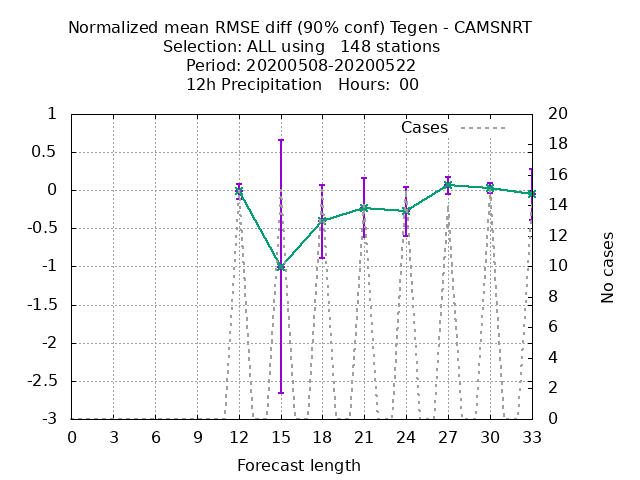 Normalized mean RMSE diff (90% conf) Tegen - CAMSNRT
Selection: ALL using   148 stations
Period: 20200508-20200522
12h Precipitation   Hours:  00
Cases
1
0.5
0
-0.5
-1
-1.5
-2
-2.5
-3
20
18
16
14
12
10
8
6
4
2
0
No cases
0 3 6 9 12 15 18 21 24 27 30 33
Forecast length